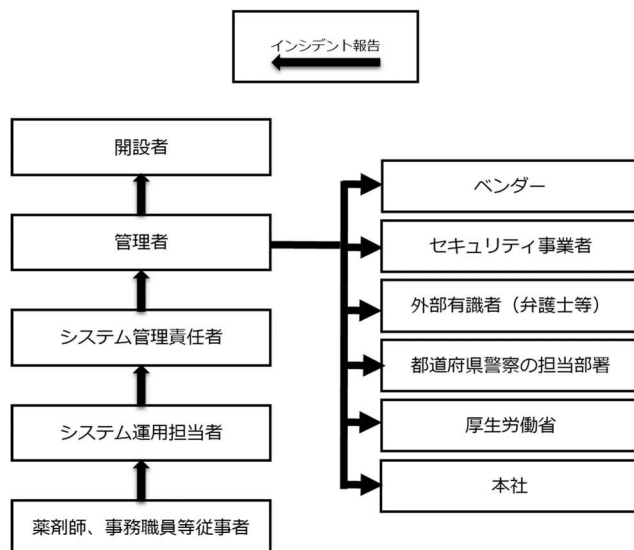 インシデント報告
開設者
管理者
システム管理責任者
システム運用担当者
薬剤師、事務職員等従事者
ベンダー
セキュリティ事業者
外部有識者（弁護士等）
都道府県警察の担当部署
厚生労働省
本社